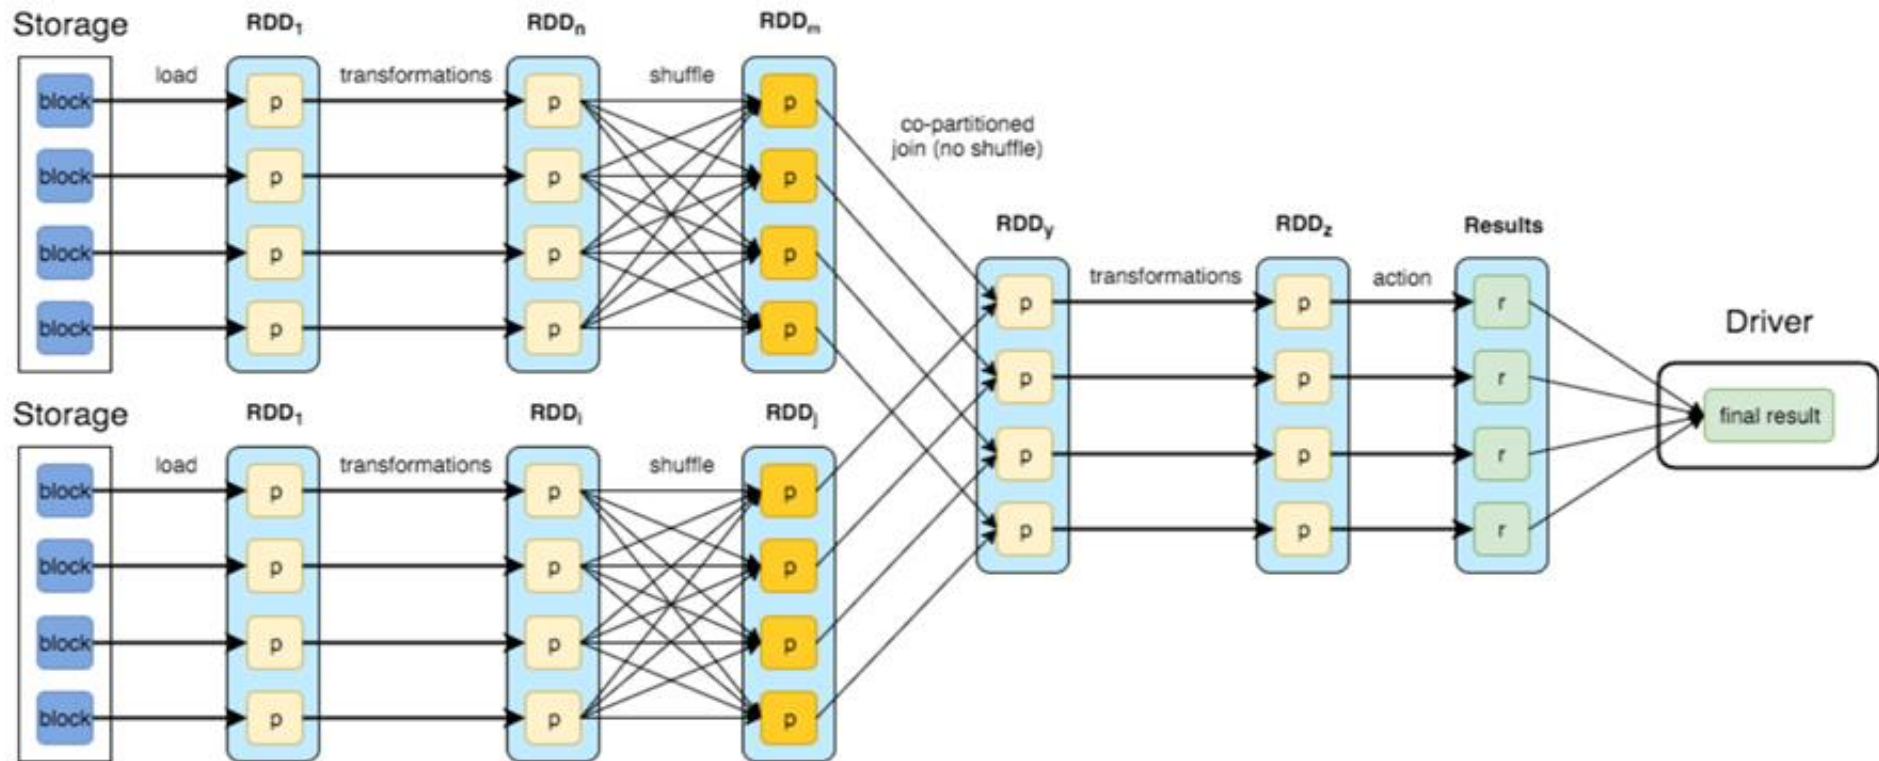 Storage
RDD₁
RDDₙ
RDDₘ
load
transformations
shuffle
block
p
p
p
block
p
p
p
block
p
p
p
block
p
p
p
co-partitioned
join (no shuffle)
Storage
RDD₁
RDDᵢ
RDDⱼ
load
transformations
shuffle
block
p
p
p
block
p
p
p
block
p
p
p
block
p
p
p
RDDy
RDDz
Results
transformations
action
p
p
r
p
p
r
p
p
r
p
p
r
Driver
final result